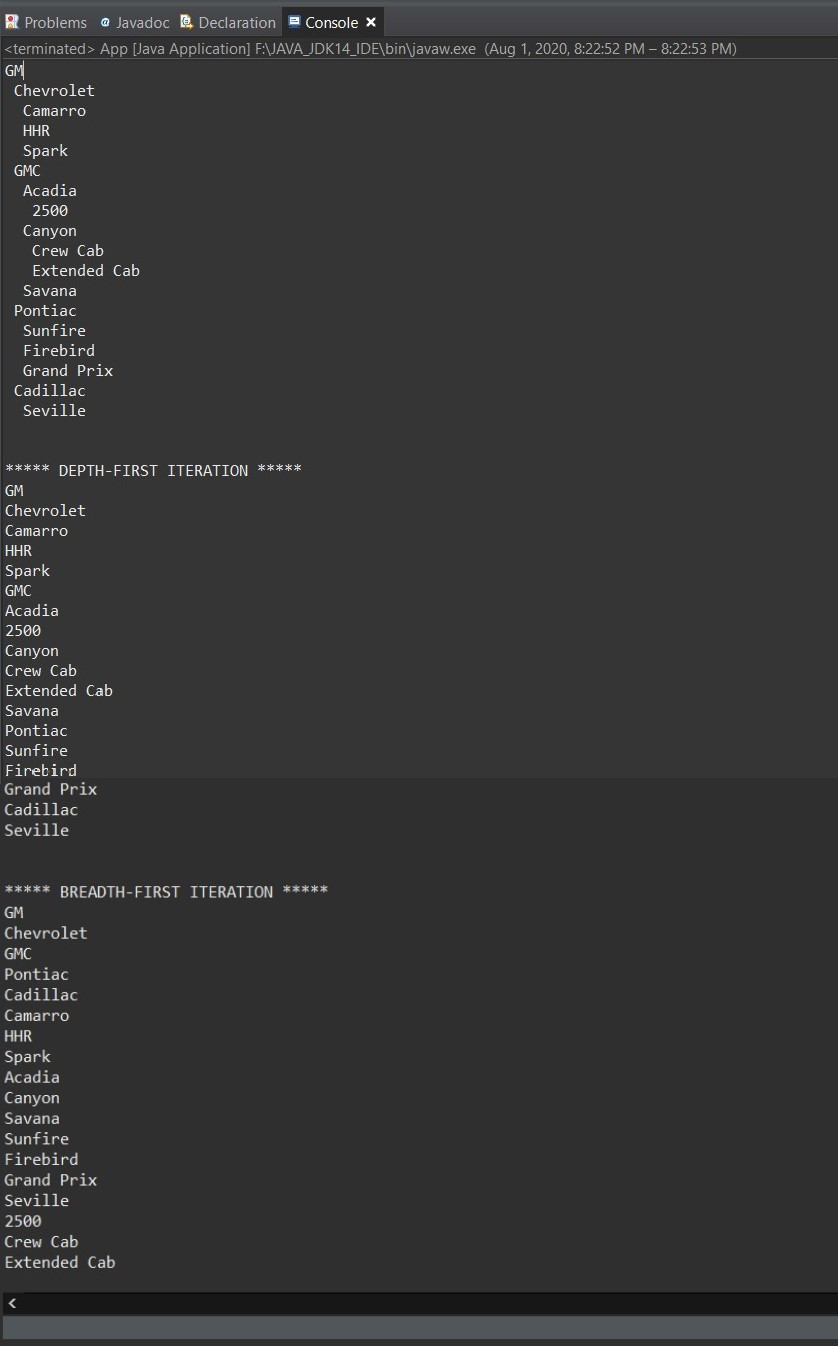 Problems @ Javadoc Declaration Console
<terminated> App [Java Application] F:\JAVA_JDK14_IDE\bin\javaw.exe (Aug 1, 2020, 8:22:52 PM – 8:22:53 PM)
GM
 Chevrolet
  Camarro
  HHR
  Spark
 GMC
  Acadia
   2500
  Canyon
   Crew Cab
   Extended Cab
  Savana
 Pontiac
  Sunfire
  Firebird
  Grand Prix
 Cadillac
  Seville
***** DEPTH-FIRST ITERATION *****
GM
Chevrolet
Camarro
HHR
Spark
GMC
Acadia
2500
Canyon
Crew Cab
Extended Cab
Savana
Pontiac
Sunfire
Firebird
Grand Prix
Cadillac
Seville
***** BREADTH-FIRST ITERATION *****
GM
Chevrolet
GMC
Pontiac
Cadillac
Camarro
HHR
Spark
Acadia
Canyon
Savana
Sunfire
Firebird
Grand Prix
Seville
2500
Crew Cab
Extended Cab